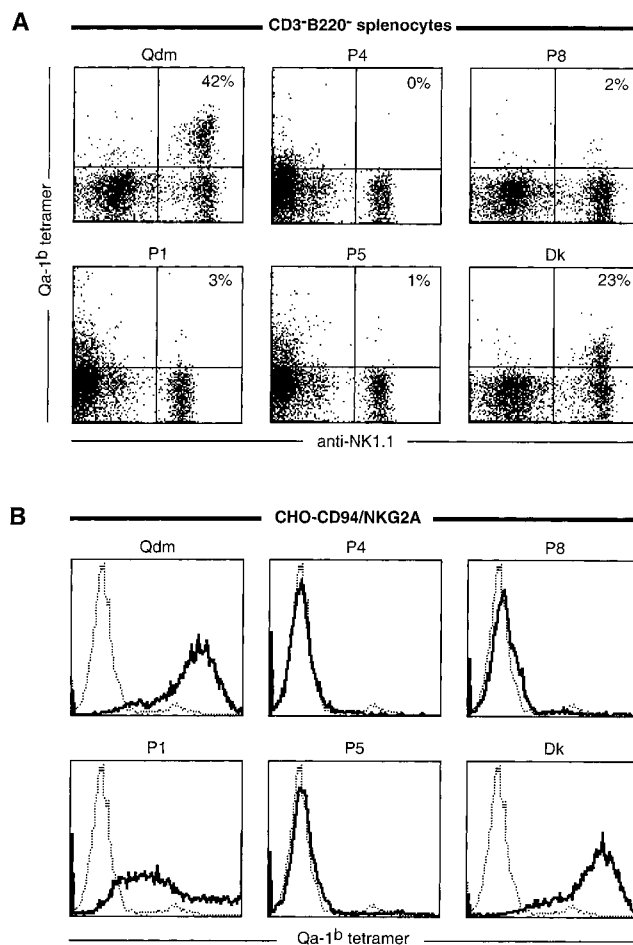 A
CD3-B220- splenocytes
Qdm
P4
P8
42%
0%
2%
P1
P5
Dk
3%
1%
23%
Qa-1b tetramer
anti-NK1.1
B
CHO-CD94/NKG2A
Qdm
P4
P8
P1
P5
Dk
Qa-1b tetramer